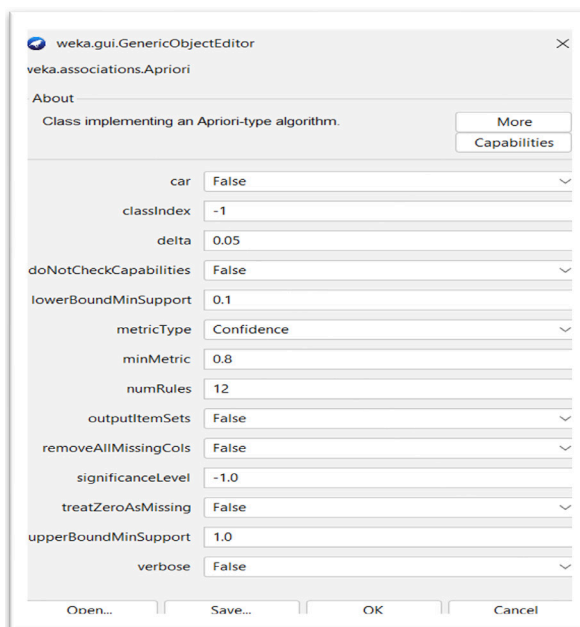 weka.gui.GenericObjectEditor
weka.associations.Apriori
About
Class implementing an Apriori-type algorithm.
More
Capabilities
car False
classIndex -1
delta 0.05
doNotCheckCapabilities False
lowerBoundMinSupport 0.1
metricType Confidence
minMetric 0.8
numRules 12
outputItemSets False
removeAllMissingCols False
significanceLevel -1.0
treatZeroAsMissing False
upperBoundMinSupport 1.0
verbose False
Open... Save... OK Cancel